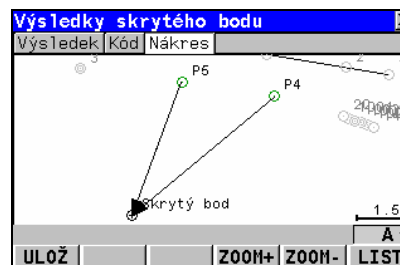 Výsledky skrytého bodu
Výsledek Kód Nákres
3
2
P5
P4
Skrytý bod
1.5
A
ULOŽ ZOOM+ ZOOM- LIST